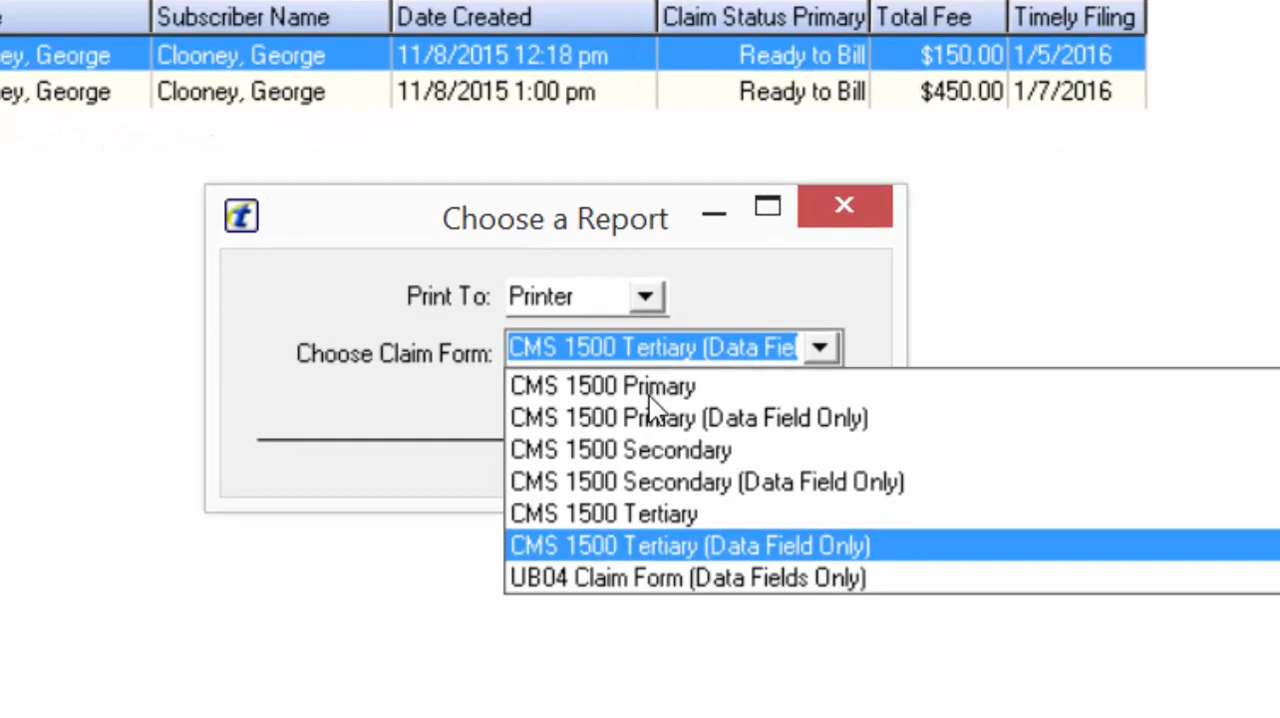 Subscriber Name Date Created Claim Status Primary Total Fee Timely Filing
ey, George Clooney, George 11/8/2015 12:18 pm Ready to Bill $150.00 1/5/2016
ey, George Clooney, George 11/8/2015 1:00 pm Ready to Bill $450.00 1/7/2016
t Choose a Report
Print To: Printer
Choose Claim Form: CMS 1500 Tertiary (Data Fiel
CMS 1500 Primary
CMS 1500 Primary (Data Field Only)
CMS 1500 Secondary
CMS 1500 Secondary (Data Field Only)
CMS 1500 Tertiary
CMS 1500 Tertiary (Data Field Only)
UB04 Claim Form (Data Fields Only)